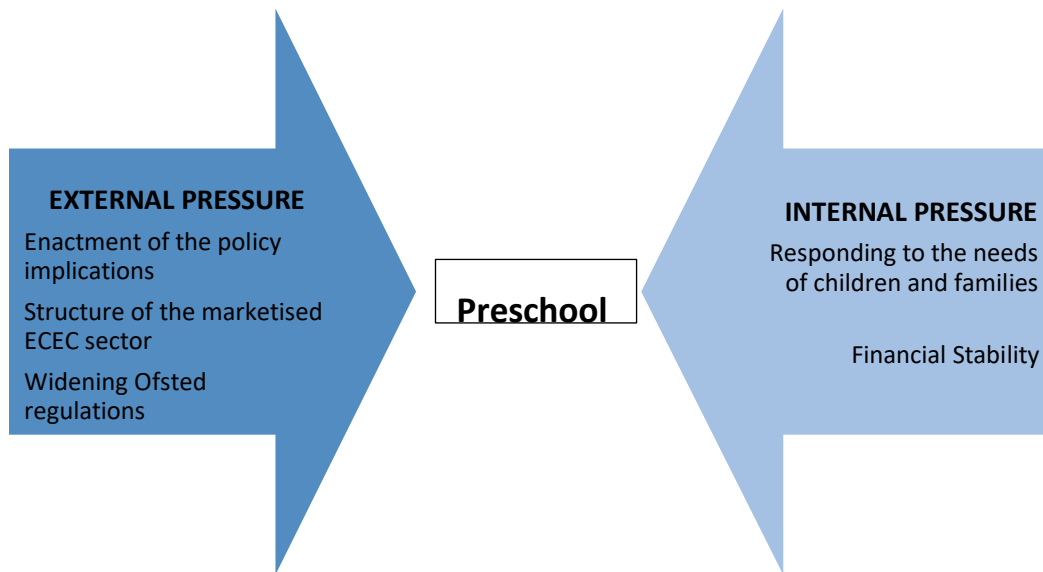 EXTERNAL PRESSURE
Enactment of the policy
implications
Structure of the marketised
ECEC sector
Widening Ofsted
regulations
Preschool
INTERNAL PRESSURE
Responding to the needs
of children and families
Financial Stability